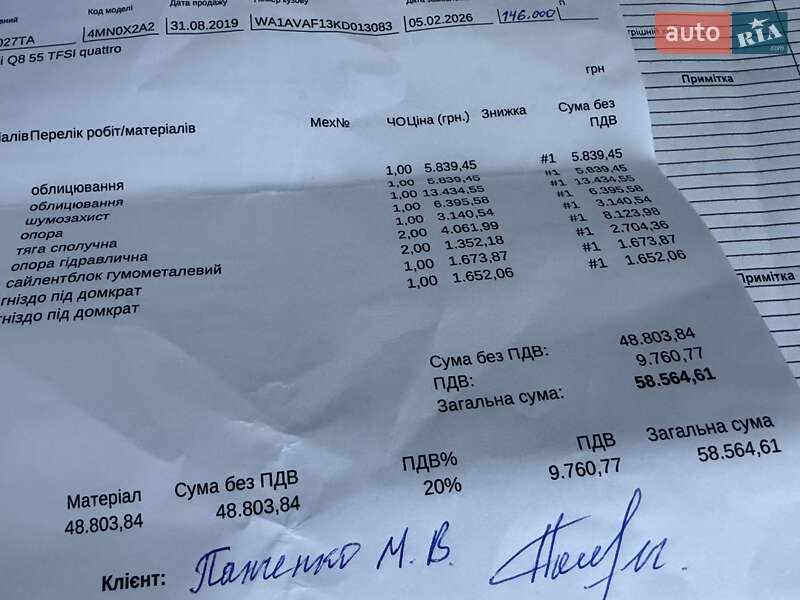 Код моделі Дата продажу
027TA 4MN0X2A2 31.08.2019 WA1AVAF13KD013083 05.02.2026 146.000
auto RIA .com
Q8 55 TFSI quattro
Примітка
грн
Перелік робіт/матеріалів Мех№ ЧО Ціна (грн.) Знижка Сума без ПДВ
облицювання 1,00 5.839,45 #1 5.839,45
облицювання 1.00 5.839,45 #1 5.839,45
шумозахист 1.00 13.434,55 #1 13.434,55
опора 1,00 6.395,58 #1 6.395,58
тяга сполучна 1,00 3.140,54 #1 3.140,54
опора гідравлична 2,00 4.061,99 #1 8.123,98
сайлентблок гумометалевий 2,00 1.352,18 #1 2.704,36
гніздо під домкрат 1,00 1.673,87 #1 1.673,87
гніздо під домкрат 1,00 1.652,06 #1 1.652,06
Примітка
Сума без ПДВ: 48.803,84
ПДВ: 9.760,77
Загальна сума: 58.564,61
Матеріал Сума без ПДВ ПДВ% ПДВ Загальна сума
48.803,84 48.803,84 20% 9.760,77 58.564,61
Клієнт: М. В.